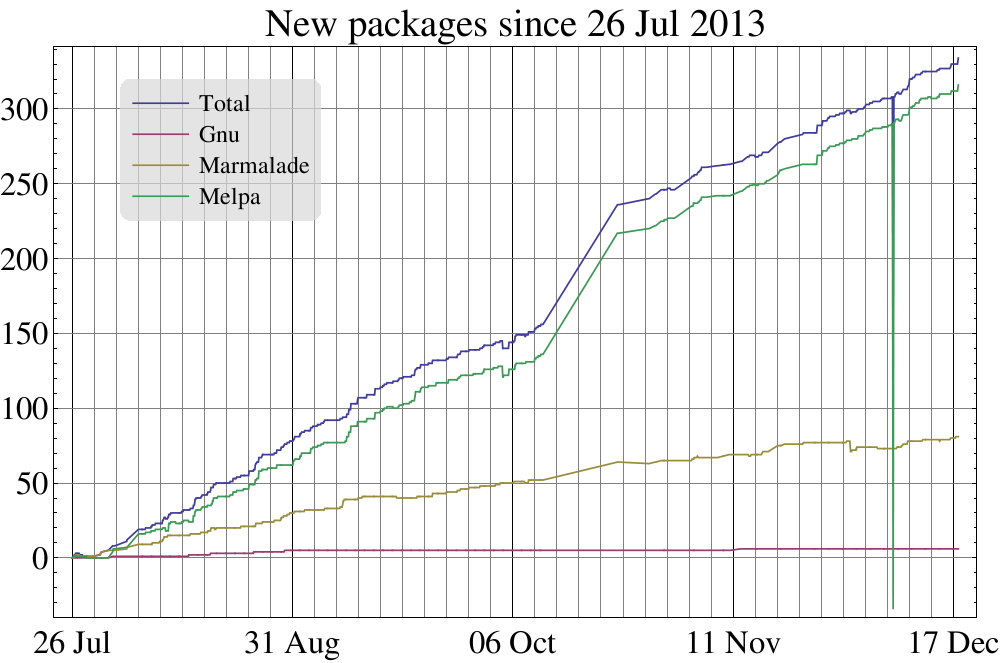 New packages since 26 Jul 2013
300
250
200
150
100
50
0
Total
Gnu
Marmalade
Melpa
26 Jul
31 Aug
06 Oct
11 Nov
17 Dec